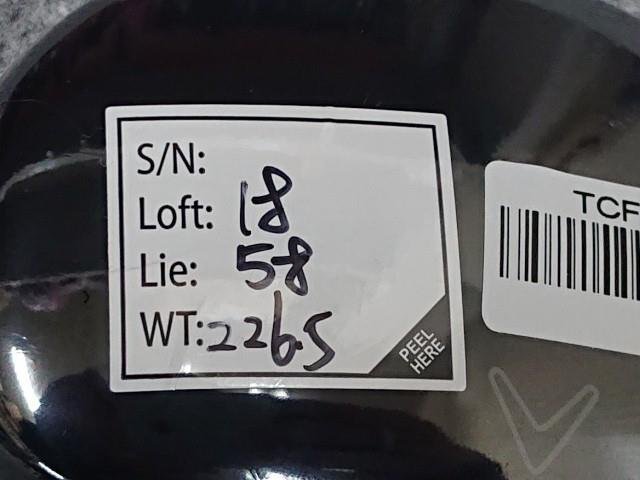 S/N:
Loft: 18
Lie: 58
WT: 226.5
PEEL
HERE
TCF